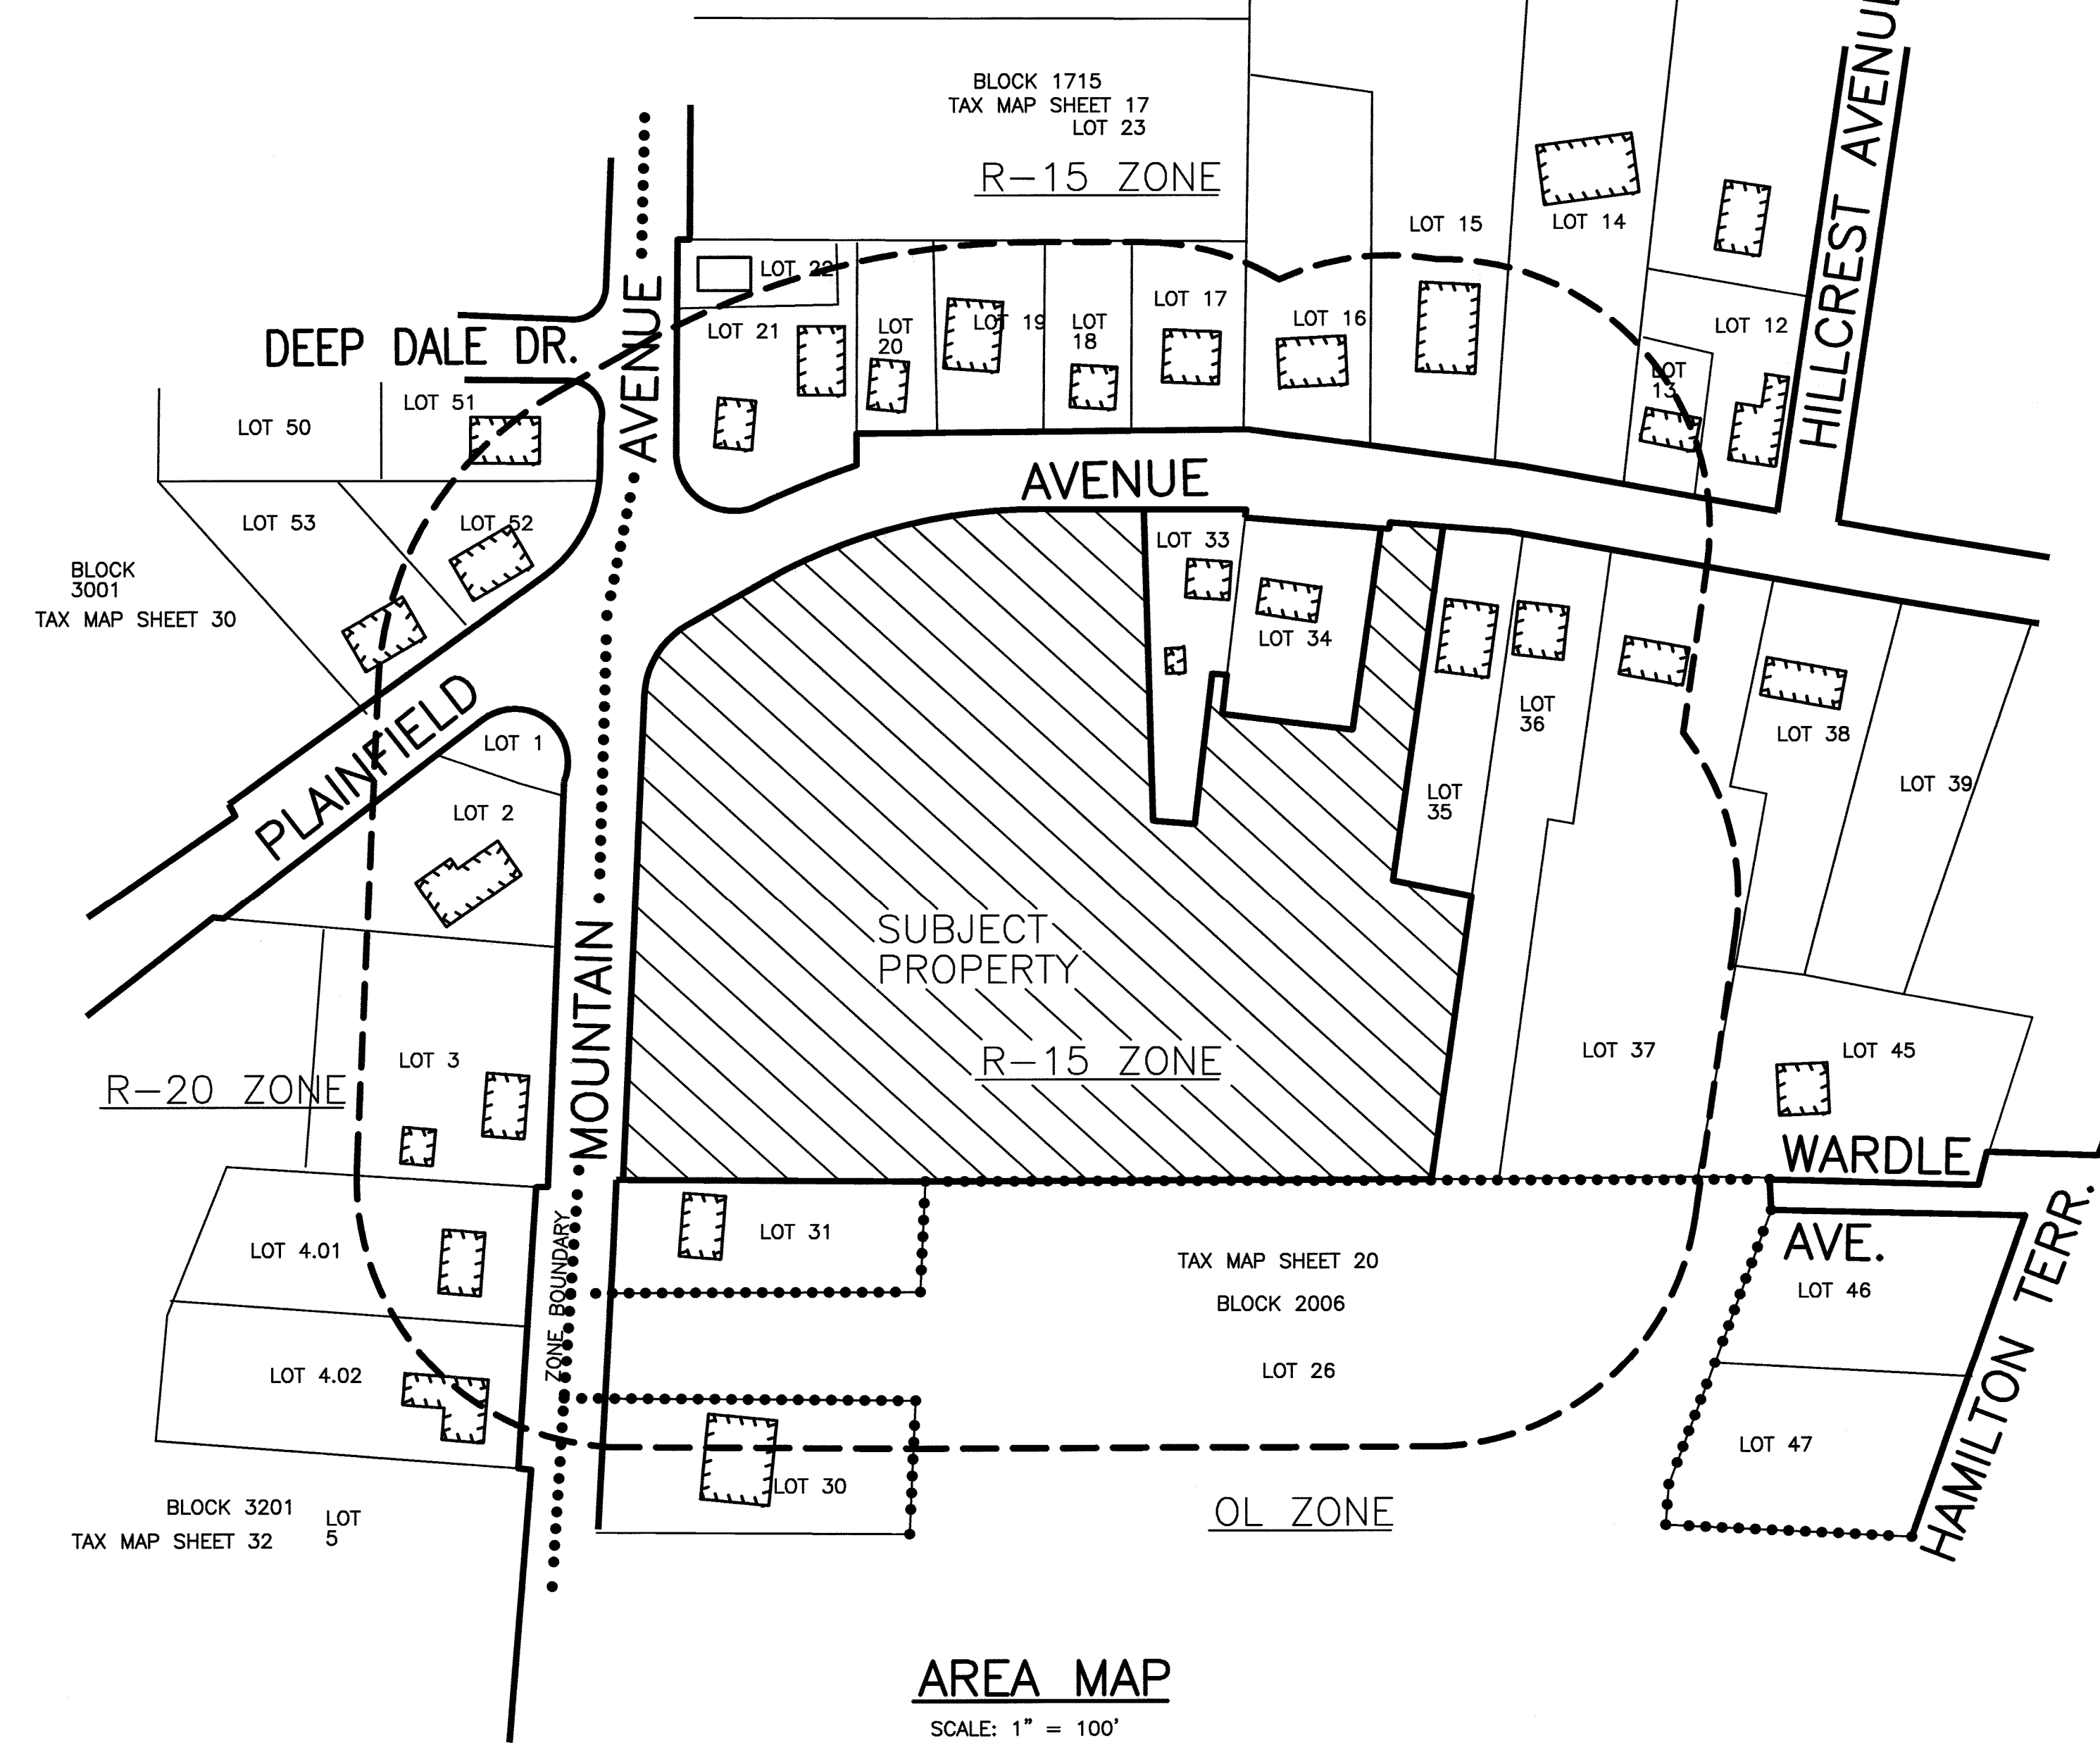 BLOCK 1715
TAX MAP SHEET 17
LOT 23
R-15 ZONE
HILLCREST AVENUE
LOT 15
LOT 14
LOT 22
LOT 17
LOT 12
LOT 21
LOT
20
LOT 19
LOT
18
LOT 16
DEEP DALE DR.
AVENUE
LOT
13
LOT 51
LOT 50
AVENUE
LOT 53
LOT 52
LOT 33
BLOCK
3001
TAX MAP SHEET 30
LOT 34
LOT
36
LOT 38
PLAINFIELD
LOT 1
LOT 39
LOT
35
LOT 2
SUBJECT
PROPERTY
MOUNTAIN
R-15 ZONE
LOT 37
LOT 45
LOT 3
R-20 ZONE
WARDLE
AVE.
LOT 31
LOT 4.01
ZONE BOUNDARY
TAX MAP SHEET 20
BLOCK 2006
LOT 46
HAMILTON TERR.
LOT 26
LOT 4.02
LOT 47
LOT 30
BLOCK 3201
TAX MAP SHEET 32
LOT
5
OL ZONE
AREA MAP
SCALE: 1" = 100'